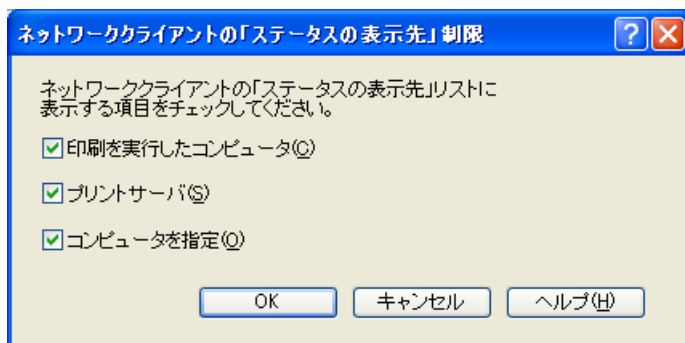 ネットワーククライアントの「ステータスの表示先」制限
ネットワーククライアントの「ステータスの表示先」リストに
表示する項目をチェックしてください。
印刷を実行したコンピュータ(C)
プリントサーバ(S)
コンピュータを指定(O)
OK キャンセル ヘルプ(H)